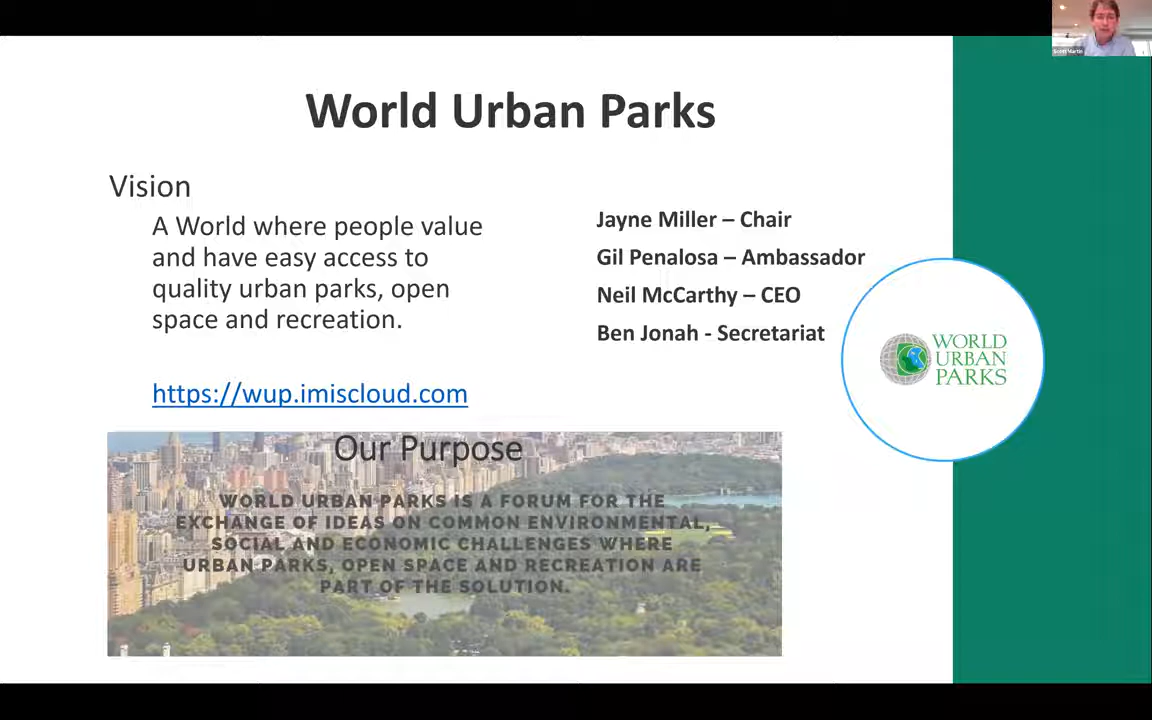 World Urban Parks
Vision
A World where people value
and have easy access to
quality urban parks, open
space and recreation.
https://wup.imiscloud.com
Jayne Miller – Chair
Gil Penalosa – Ambassador
Neil McCarthy – CEO
Ben Jonah - Secretariat
WORLD
URBAN
PARKS
Our Purpose
WORLD URBAN PARKS IS A FORUM FOR THE
EXCHANGE OF IDEAS ON COMMON ENVIRONMENTAL,
SOCIAL AND ECONOMIC CHALLENGES WHERE
URBAN PARKS, OPEN SPACE AND RECREATION ARE
PART OF THE SOLUTION.
Scott Martin